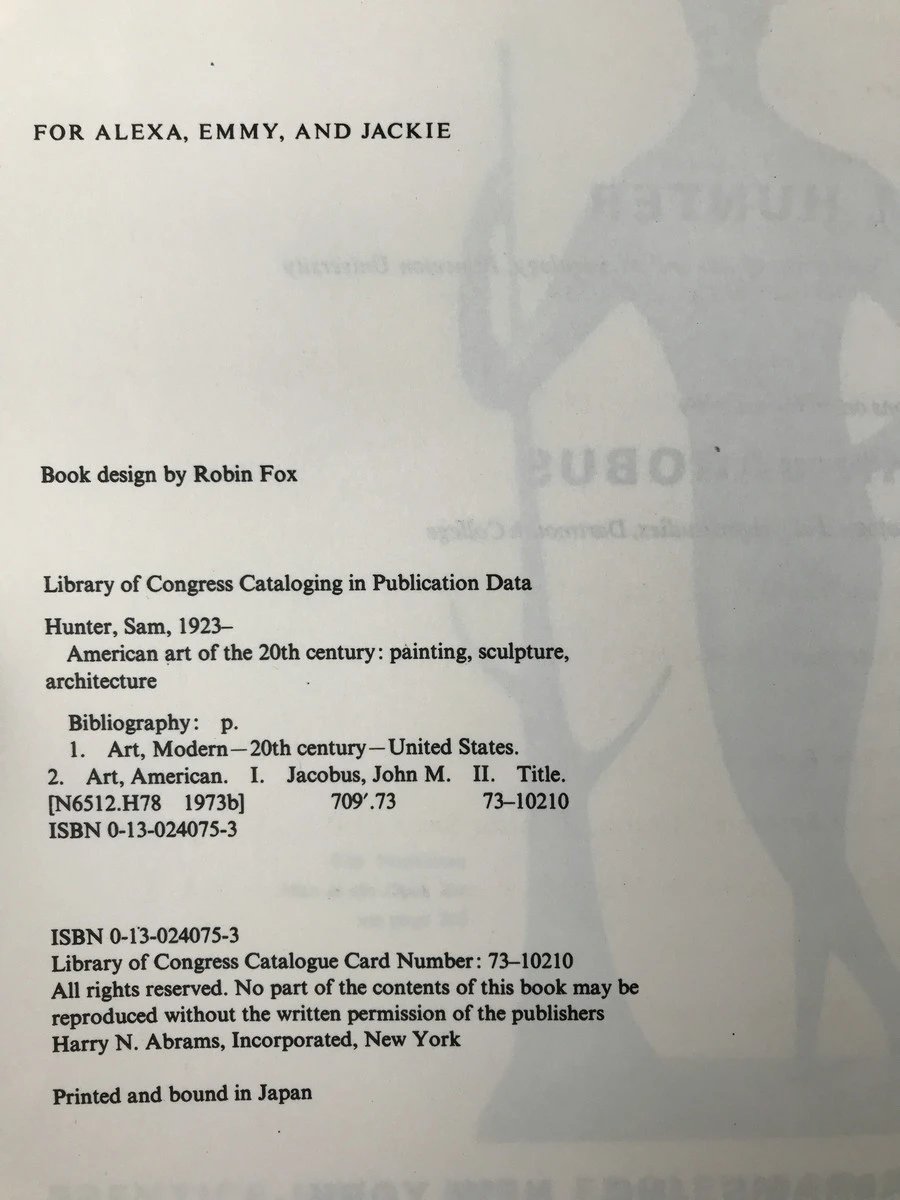 FOR ALEXA, EMMY, AND JACKIE
Book design by Robin Fox
Library of Congress Cataloging in Publication Data
Hunter, Sam, 1923–
American art of the 20th century: painting, sculpture,
architecture
Bibliography: p.
1. Art, Modern—20th century—United States.
2. Art, American. I. Jacobus, John M. II. Title.
[N6512.H78 1973b] 709′.73 73–10210
ISBN 0-13-024075-3
ISBN 0-13-024075-3
Library of Congress Catalogue Card Number: 73–10210
All rights reserved. No part of the contents of this book may be
reproduced without the written permission of the publishers
Harry N. Abrams, Incorporated, New York
Printed and bound in Japan